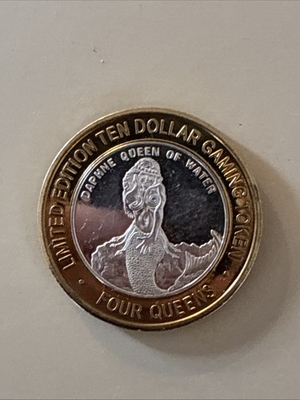 LIMITED EDITION TEN DOLLAR GAMING TOKEN
DAPHNE QUEEN OF WATER
• FOUR QUEENS •